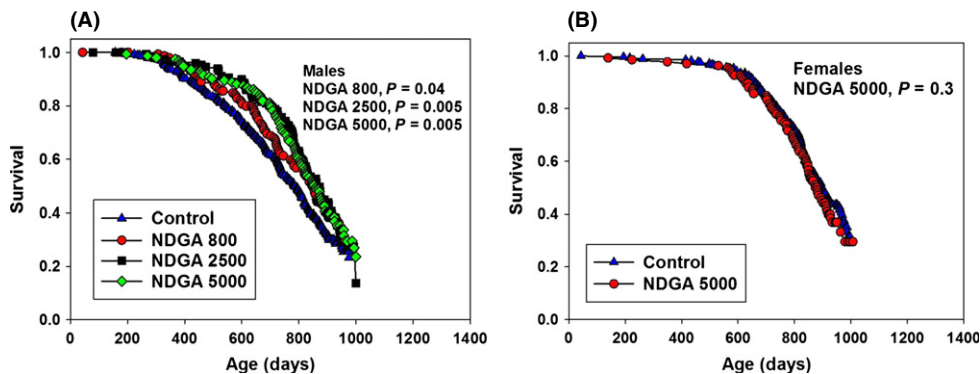 (A)
Survival
1.0
0.8
0.6
0.4
0.2
0.0
Males
NDGA 800, P = 0.04
NDGA 2500, P = 0.005
NDGA 5000, P = 0.005
Control
NDGA 800
NDGA 2500
NDGA 5000
0 200 400 600 800 1000 1200 1400
Age (days)
(B)
Survival
1.0
0.8
0.6
0.4
0.2
0.0
Females
NDGA 5000, P = 0.3
Control
NDGA 5000
0 200 400 600 800 1000 1200 1400
Age (days)